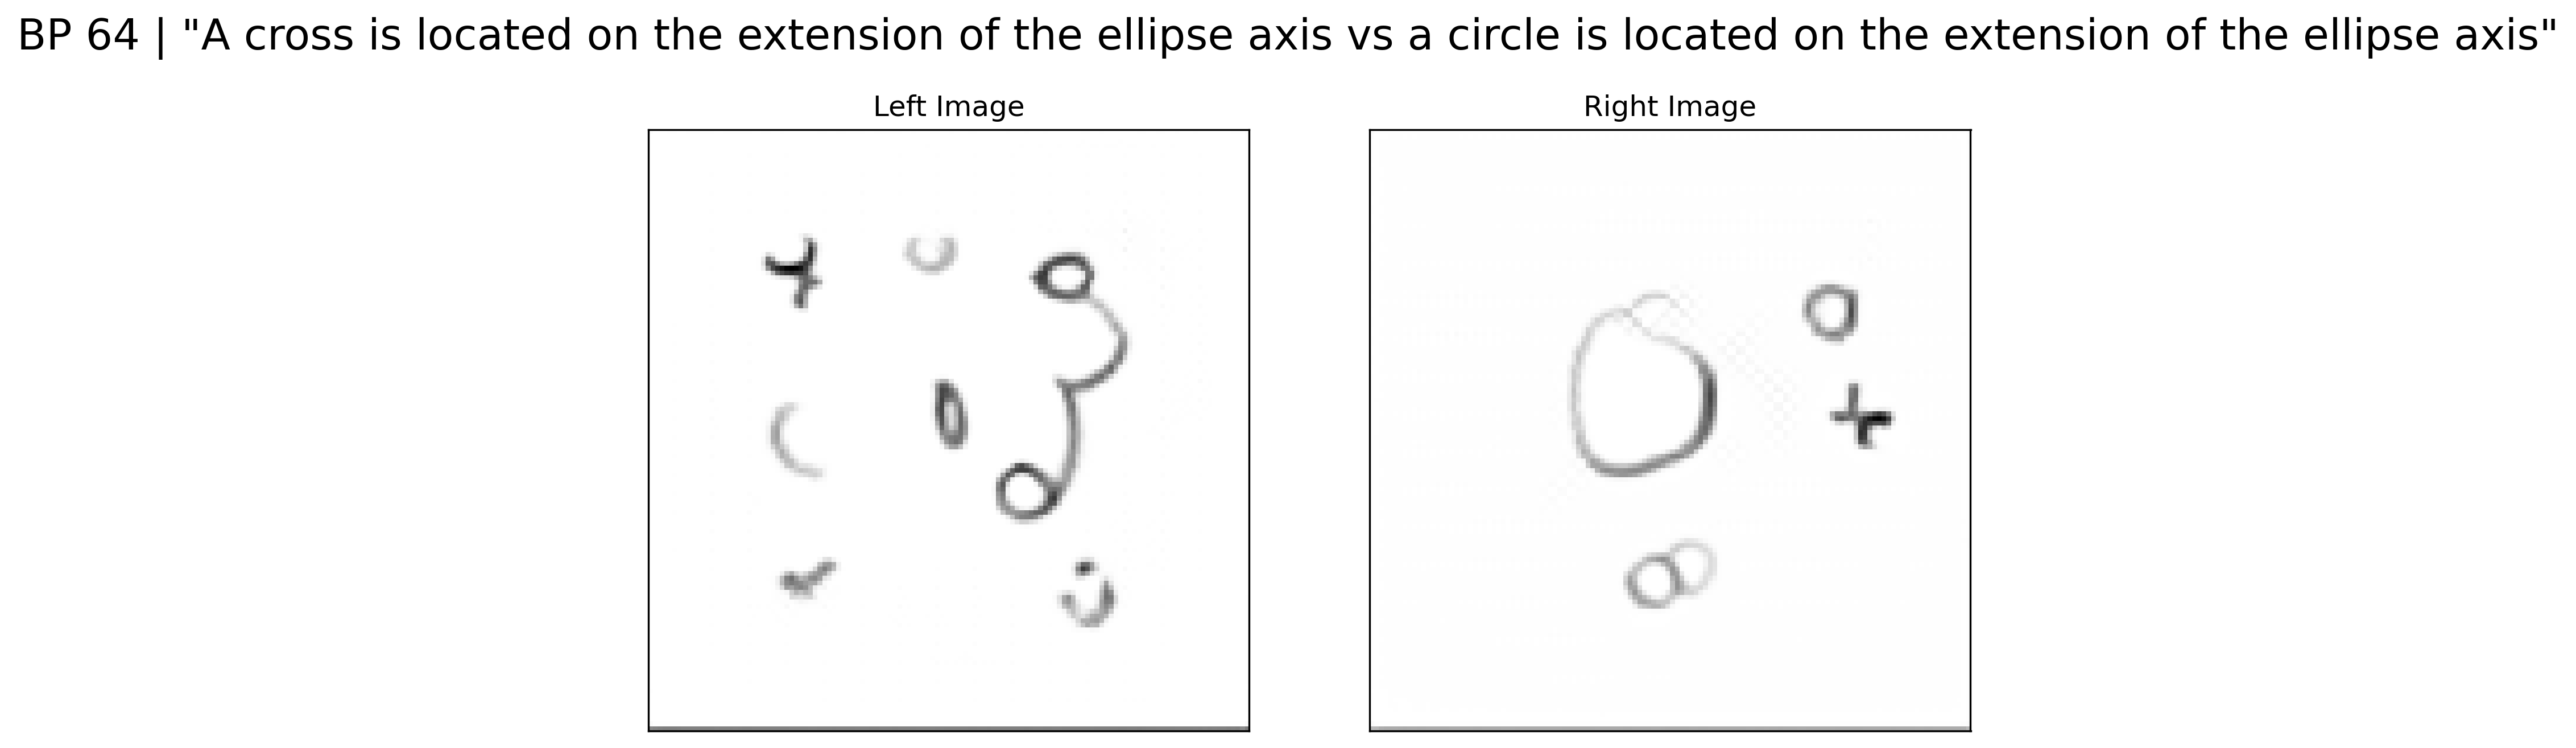 BP 64 | "A cross is located on the extension of the ellipse axis vs a circle is located on the extension of the ellipse axis"
Left Image
Right Image